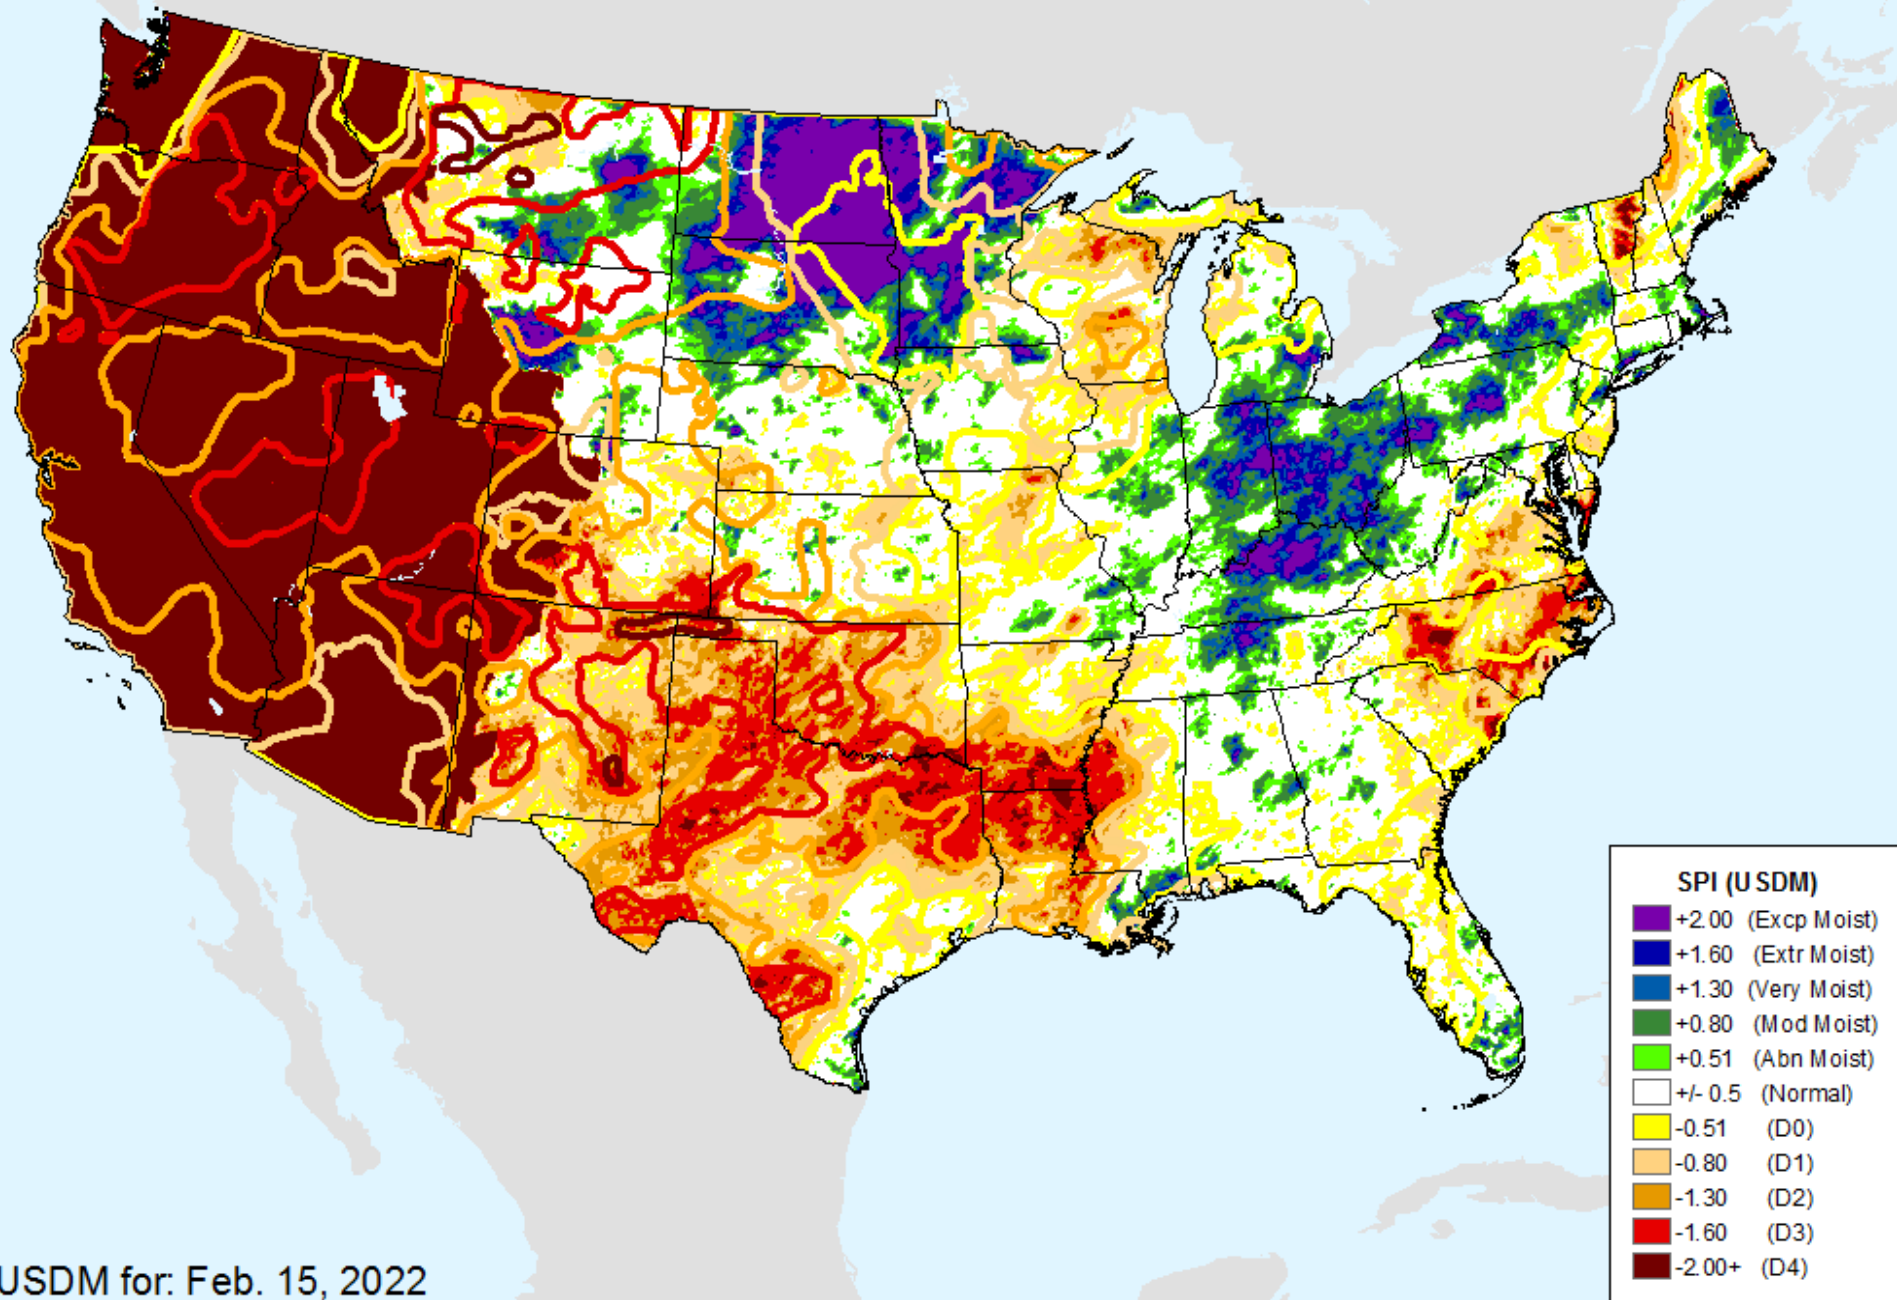 SPI (USDM)
+2.00 (Excp Moist)
+1.60 (Extr Moist)
+1.30 (Very Moist)
+0.80 (Mod Moist)
+0.51 (Abn Moist)
+/- 0.5 (Normal)
-0.51 (D0)
-0.80 (D1)
-1.30 (D2)
-1.60 (D3)
-2.00+ (D4)
USDM for: Feb. 15, 2022